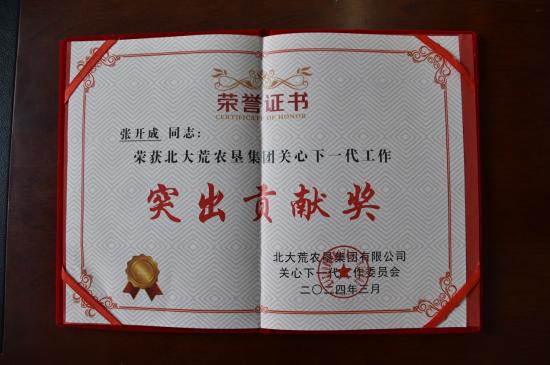 荣誉证书
CERTIFICATE OF HONOR
张开成 同志：
荣获北大荒农垦集团关心下一代工作
突出贡献奖
北大荒农垦集团有限公司
关心下一代工作委员会
二〇二四年三月